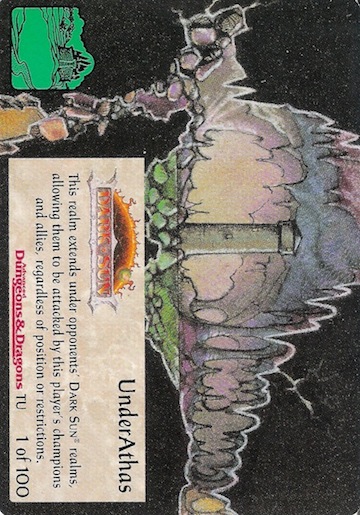 UnderAthas
DARK SUN
This realm extends under opponents' DARK SUN® realms,
allowing them to be attacked by this player's champions
and allies, regardless of position or restrictions.
Advanced
Dungeons & Dragons TU 1 of 100